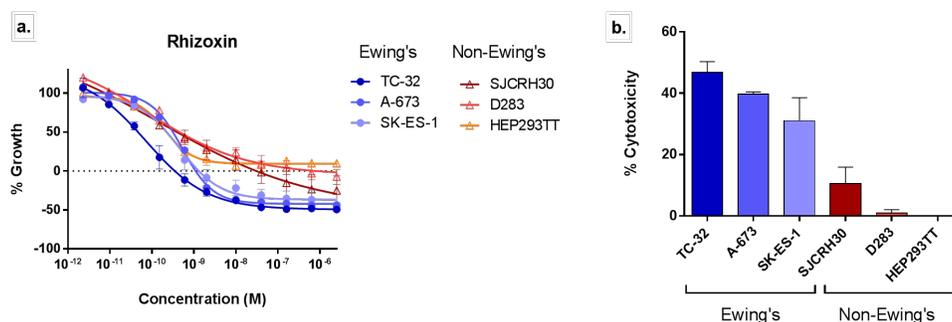 a.
Rhizoxin
% Growth
100
50
0
-50
-100
10-12
10-11
10-10
10-9
10-8
10-7
10-6
Concentration (M)
Ewing's
TC-32
A-673
SK-ES-1
Non-Ewing's
SJCRH30
D283
HEP293TT
b.
% Cytotoxicity
60
40
20
0
TC-32
A-673
SK-ES-1
SJCRH30
D283
HEP293TT
Ewing's
Non-Ewing's